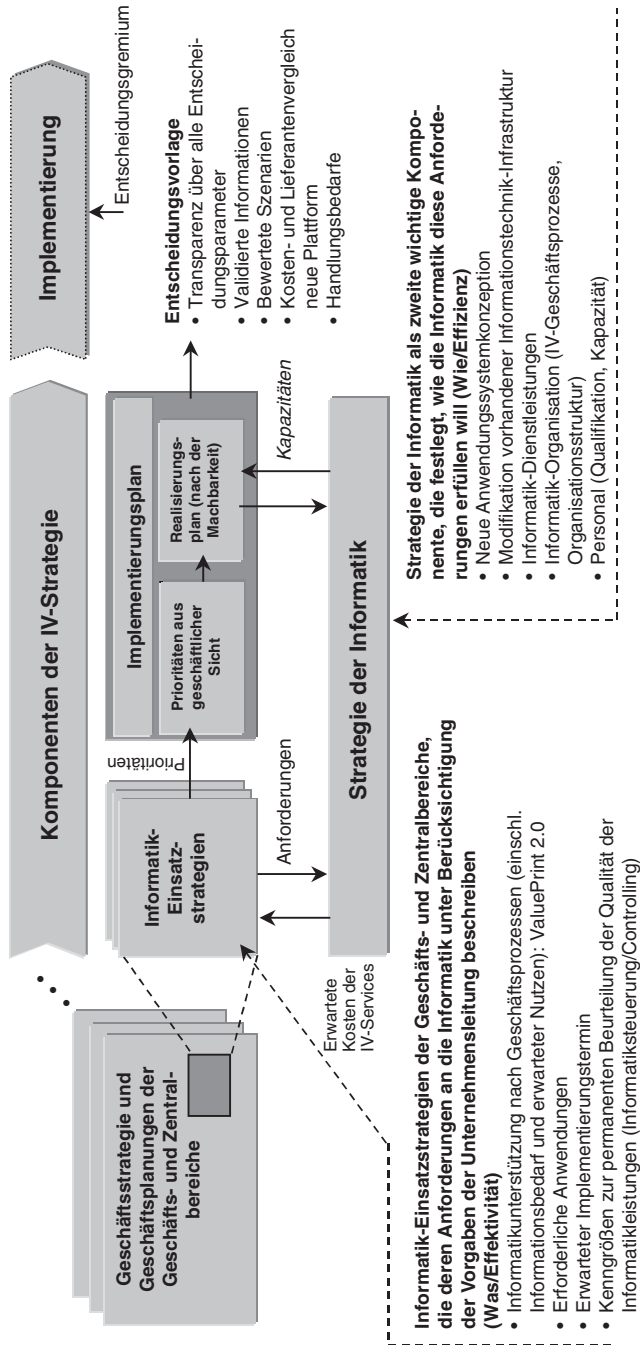 Komponenten der IV-Strategie
Implementierung
Entscheidungsgremium
Geschäftsstrategie und
Geschäftsplanungen der
Geschäfts- und Zentral-
bereiche
Informatik-
Einsatz-
strategien
Prioritäten
Implementierungsplan
Prioritäten aus
geschäftlicher
Sicht
Realisierungs-
plan (nach der
Machbarkeit)
Entscheidungsvorlage
• Transparenz über alle Entschei-
dungsparameter
• Validierte Informationen
• Bewertete Szenarien
• Kosten- und Lieferantenvergleich
neue Plattform
• Handlungsbedarfe
Erwartete
Kosten der
IV-Services
Anforderungen
Kapazitäten
Strategie der Informatik
Informatik-Einsatzstrategien der Geschäfts- und Zentralbereiche,
die deren Anforderungen an die Informatik unter Berücksichtigung
der Vorgaben der Unternehmensleitung beschreiben
(Was/Effektivität)
• Informatikunterstützung nach Geschäftsprozessen (einschl.
Informationsbedarf und erwarteter Nutzen): ValuePrint 2.0
• Erforderliche Anwendungen
• Erwarteter Implementierungstermin
• Kenngrößen zur permanenten Beurteilung der Qualität der
Informatikleistungen (Informatiksteuerung/Controlling)
Strategie der Informatik als zweite wichtige Kompo-
nente, die festlegt, wie die Informatik diese Anforde-
rungen erfüllen will (Wie/Effizienz)
• Neue Anwendungssystemkonzeption
• Modifikation vorhandener Informationstechnik-Infrastruktur
• Informatik-Dienstleistungen
• Informatik-Organisation (IV-Geschäftsprozesse,
Organisationsstruktur)
• Personal (Qualifikation, Kapazität)